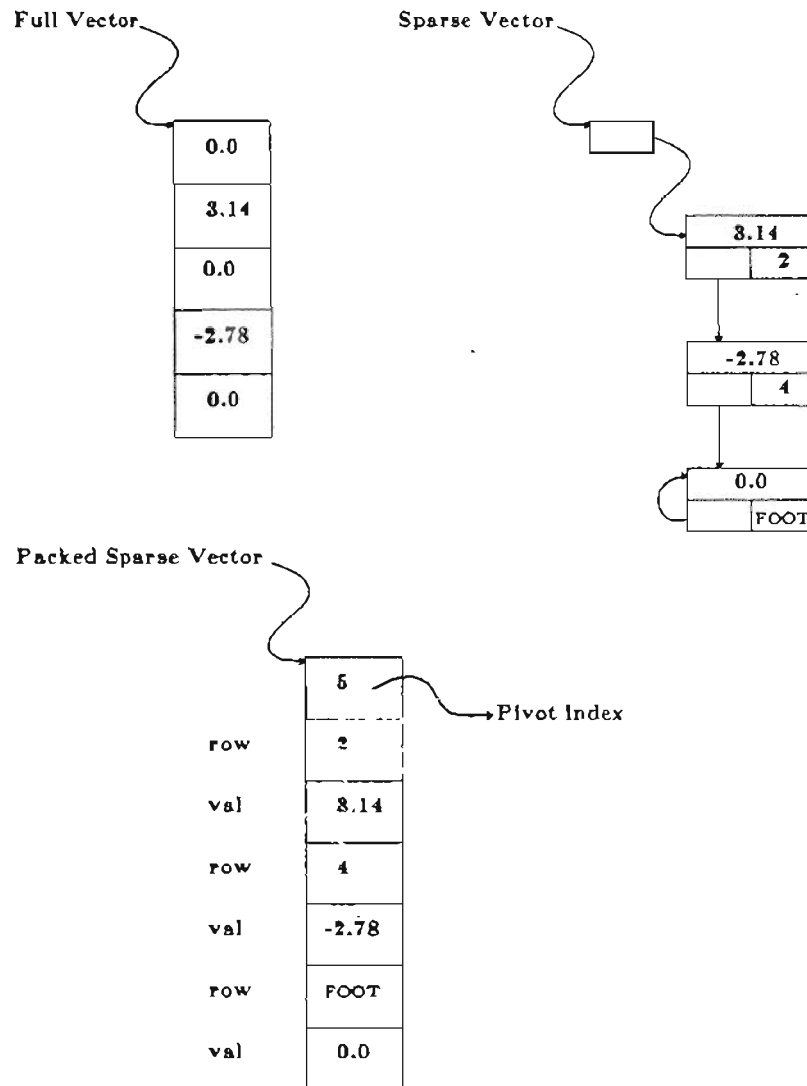 Full Vector
0.0
3.14
0.0
-2.78
0.0
Sparse Vector
3.14
2
-2.78
4
0.0
FOOT
Packed Sparse Vector
5
Pivot Index
row 2
val 3.14
row 4
val -2.78
row FOOT
val 0.0